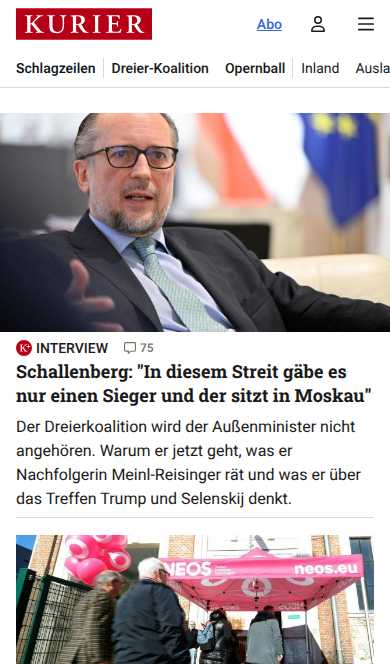 KURIER
Abo
Schlagzeilen
Dreier-Koalition
Opernball
Inland
Ausla
K+ INTERVIEW 75
Schallenberg: "In diesem Streit gäbe es
nur einen Sieger und der sitzt in Moskau"
Der Dreierkoalition wird der Außenminister nicht
angehören. Warum er jetzt geht, was er
Nachfolgerin Meinl-Reisinger rät und was er über
das Treffen Trump und Selenskij denkt.
NEOS
neos.eu